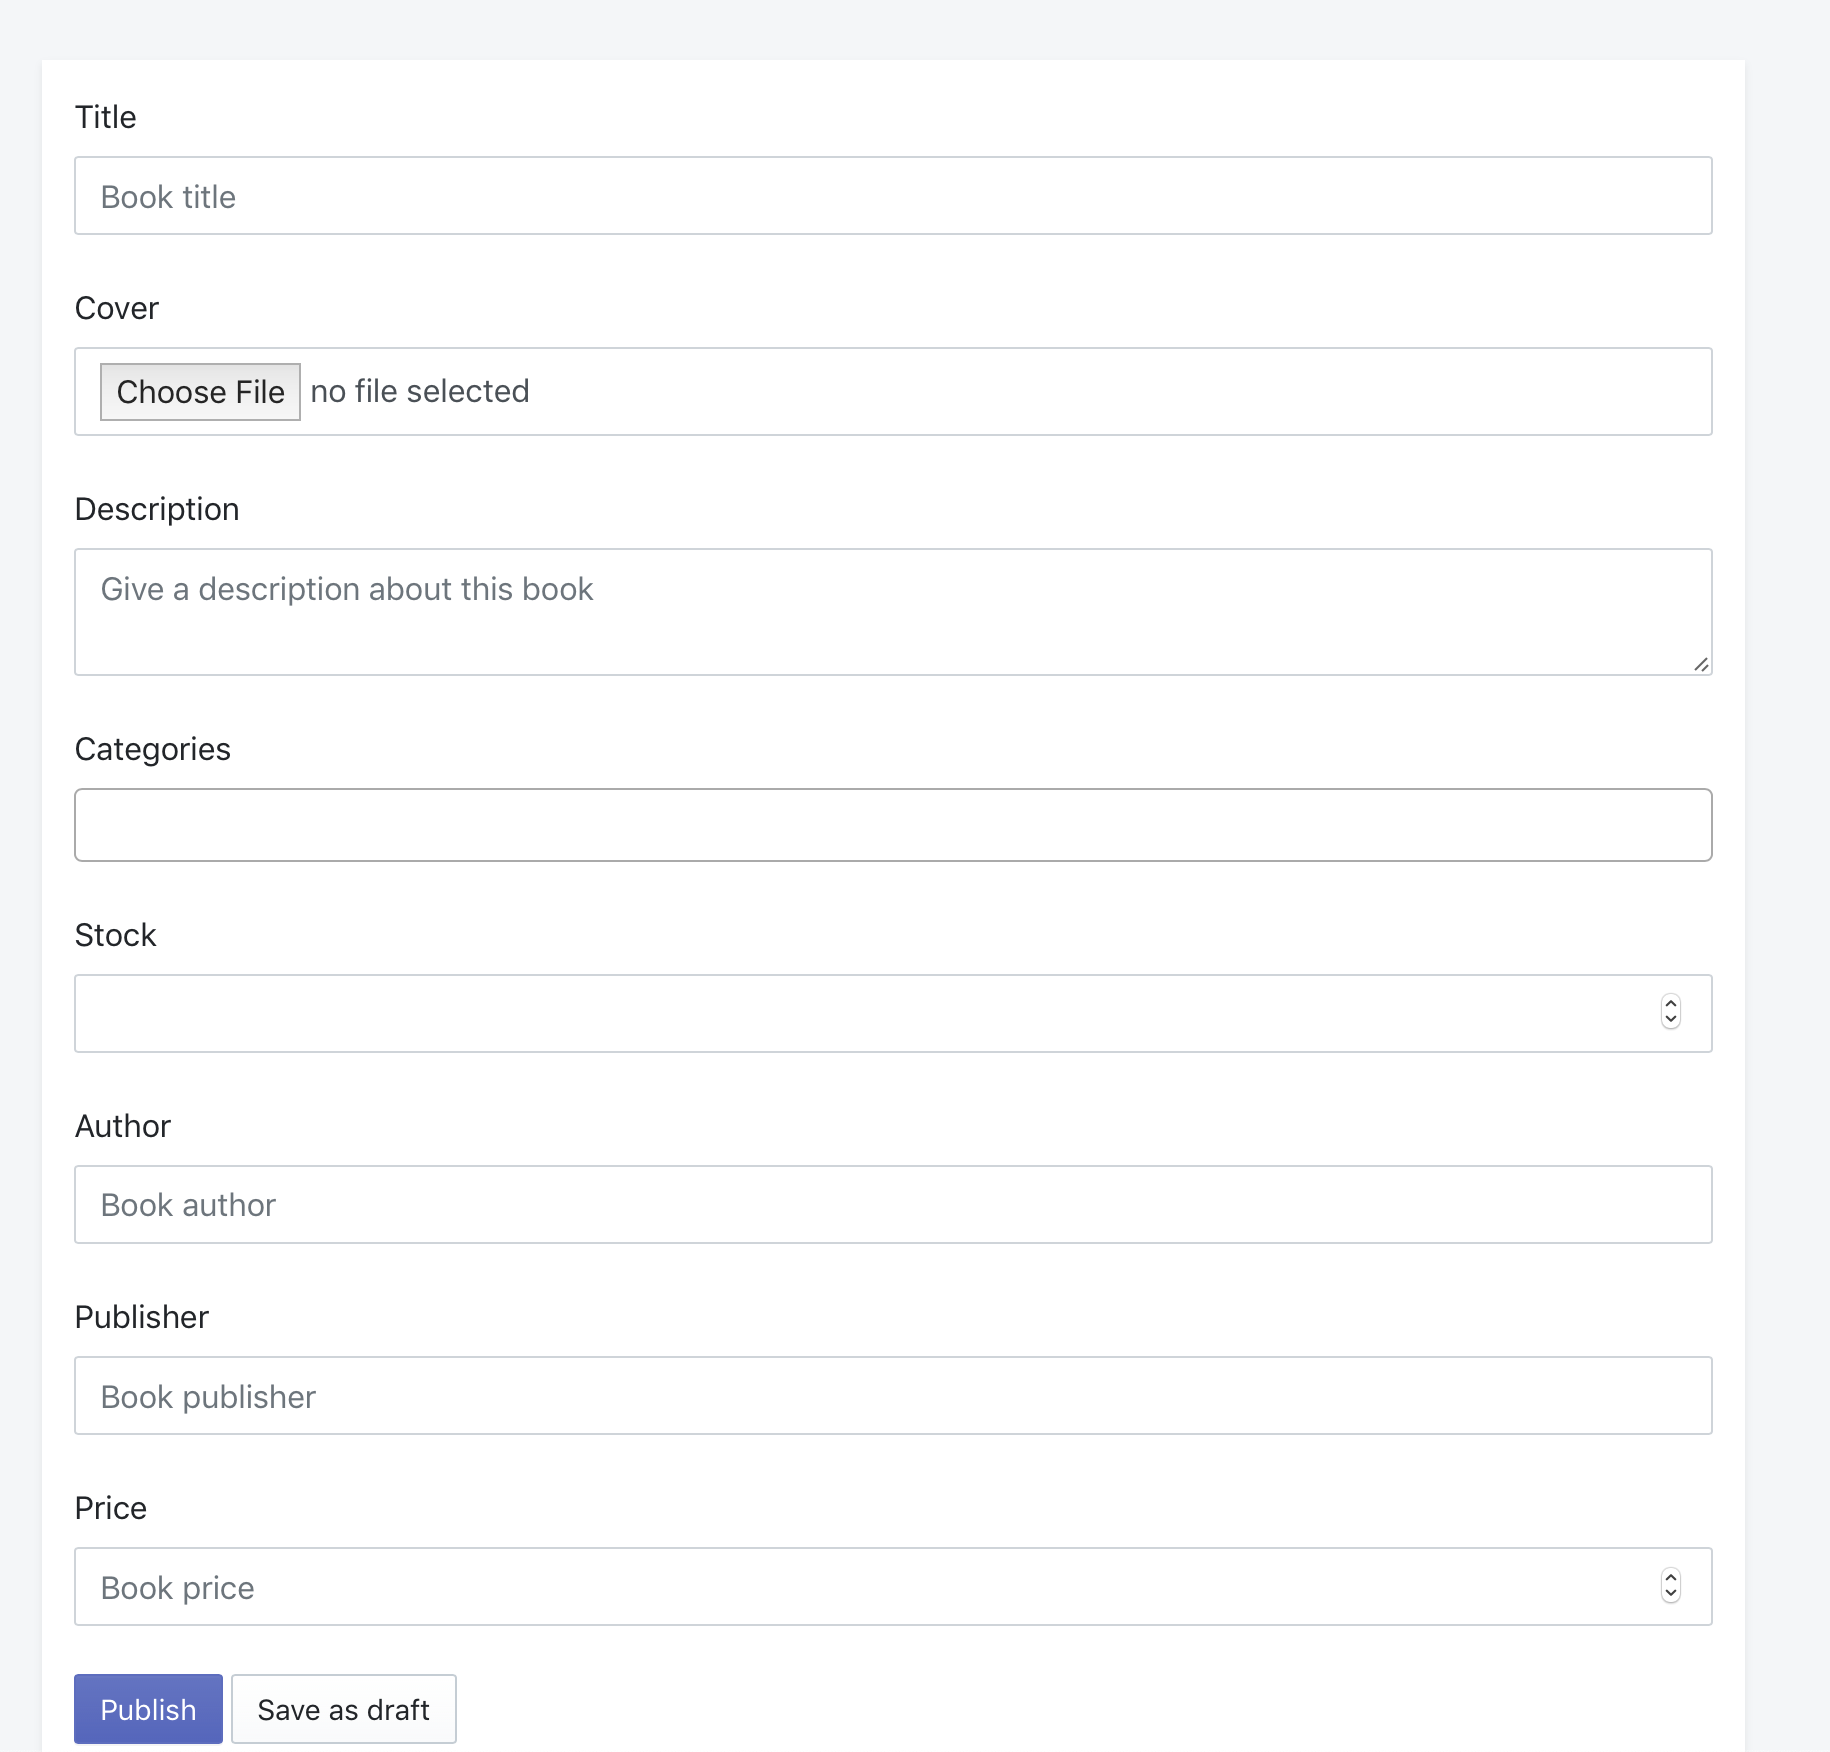 Title
Book title
Cover
Choose File no file selected
Description
Give a description about this book
Categories
Stock
Author
Book author
Publisher
Book publisher
Price
Book price
Publish Save as draft